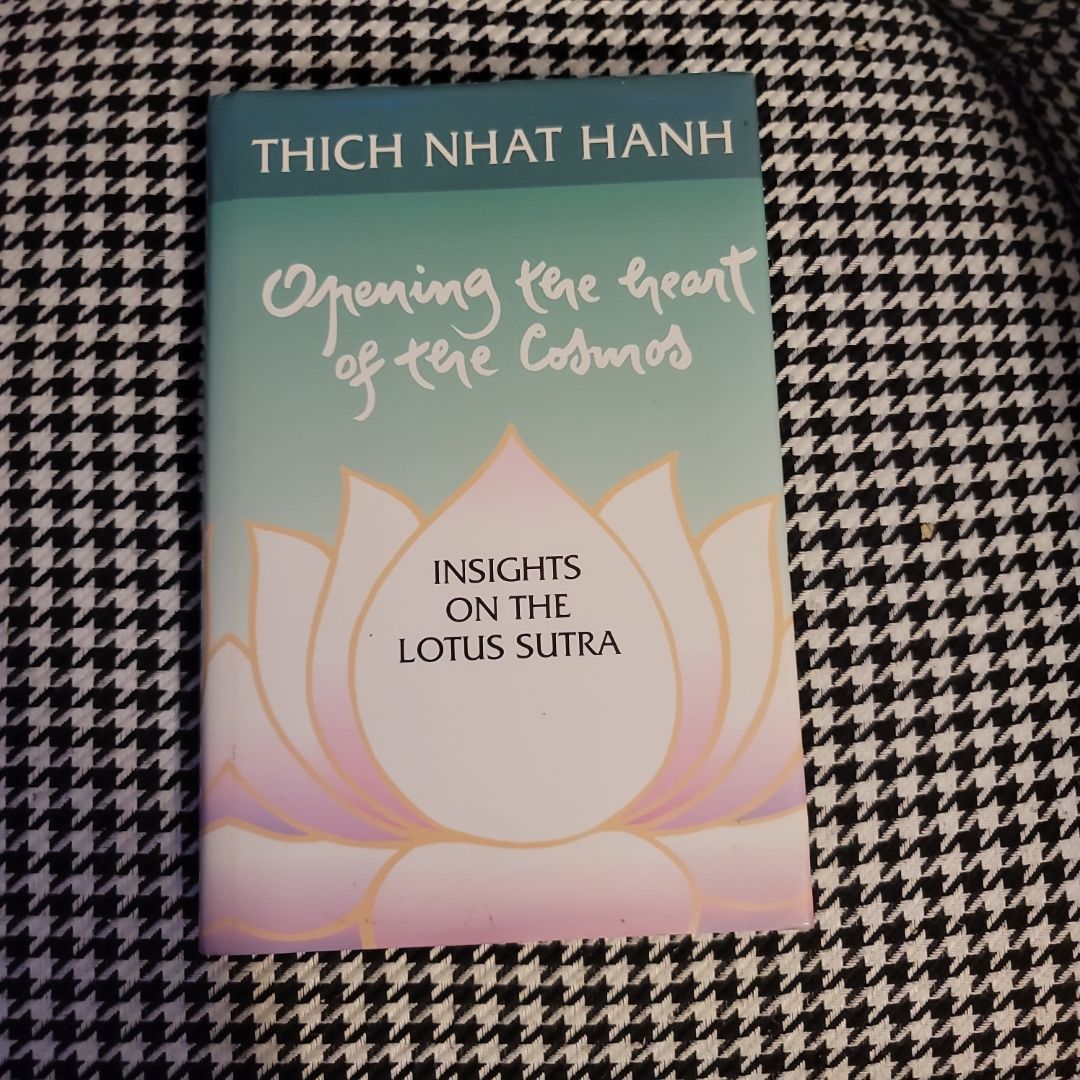 THICH NHAT HANH
Opening the heart
of the Cosmos
INSIGHTS
ON THE
LOTUS SUTRA